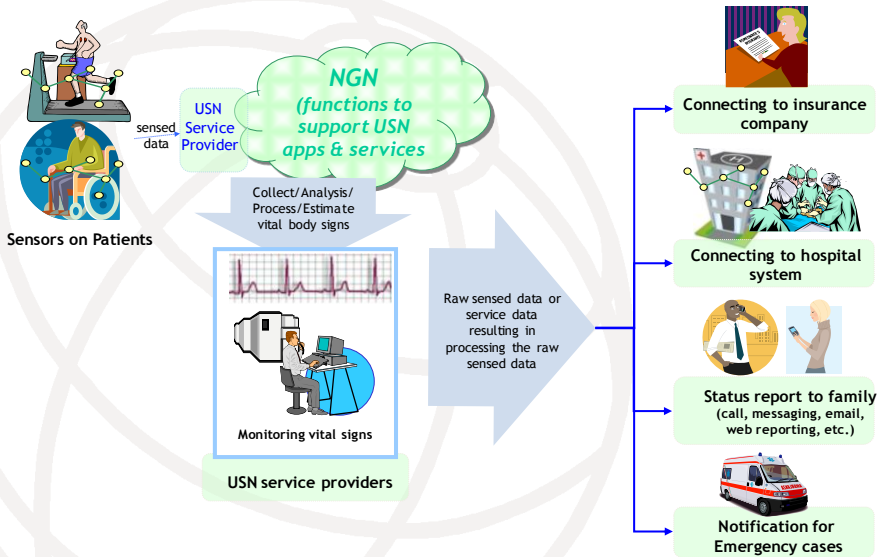 Sensors on Patients
sensed
data
USN
Service
Provider
NGN
(functions to
support USN
apps & services
Collect/Analysis/
Process/Estimate
vital body signs
Monitoring vital signs
USN service providers
Raw sensed data or
service data
resulting in
processing the raw
sensed data
Connecting to insurance
company
H
Connecting to hospital
system
Status report to family
(call, messaging, email,
web reporting, etc.)
Notification for
Emergency cases